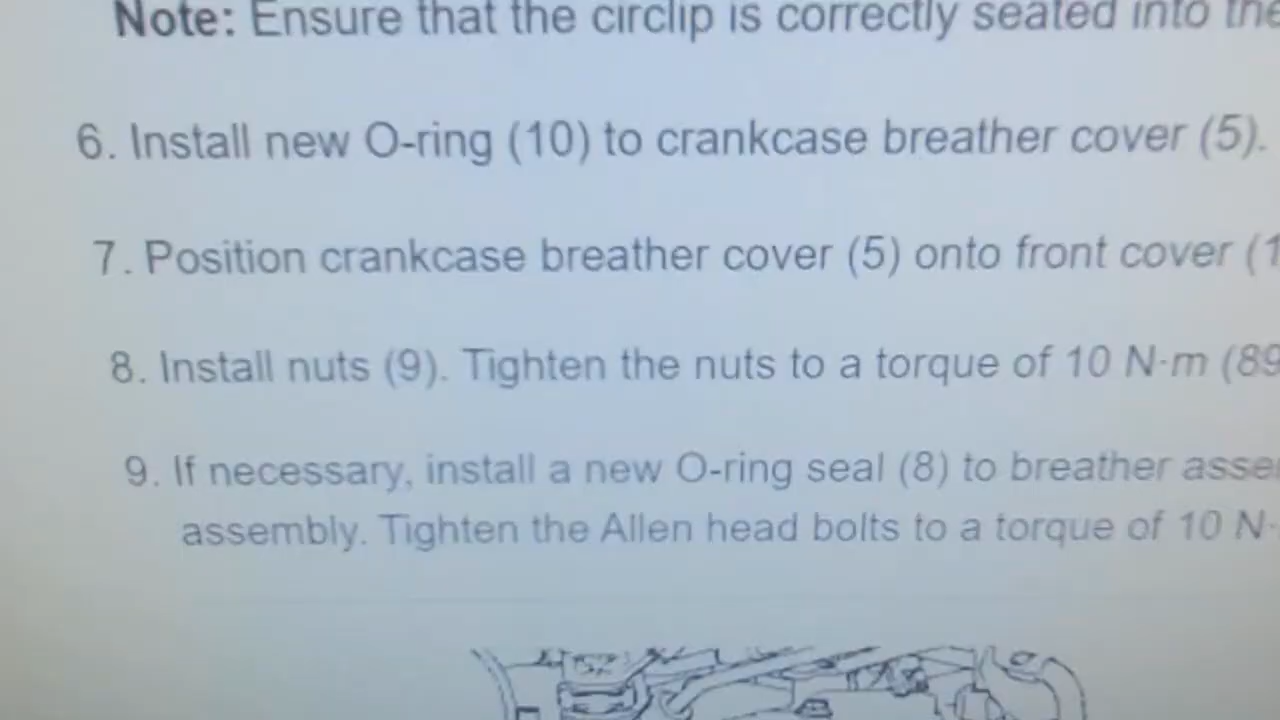 Note: Ensure that the circlip is correctly seated into the
6. Install new O-ring (10) to crankcase breather cover (5).
7. Position crankcase breather cover (5) onto front cover (1
8. Install nuts (9). Tighten the nuts to a torque of 10 N·m (89
9. If necessary, install a new O-ring seal (8) to breather asse
assembly. Tighten the Allen head bolts to a torque of 10 N·